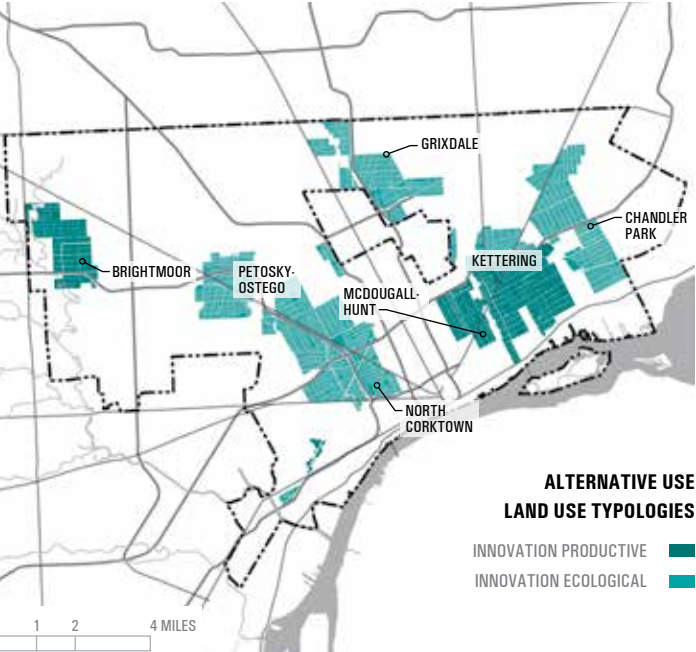 GRIXDALE
CHANDLER
PARK
KETTERING
BRIGHTMOOR
PETOSKY-
OSTEGO
MCDOUGALL-
HUNT
NORTH
CORKTOWN
ALTERNATIVE USE
LAND USE TYPOLOGIES
INNOVATION PRODUCTIVE
INNOVATION ECOLOGICAL
1 2 4 MILES